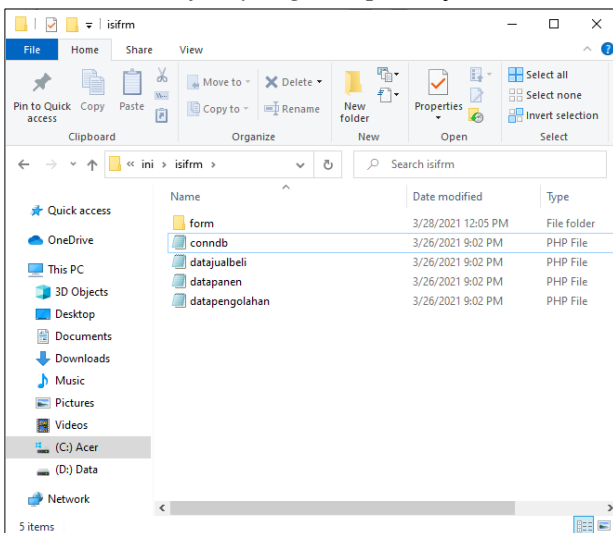 isifrm
File Home Share View
Pin to Quick access
Copy
Paste
Move to
Copy to
Delete
Rename
New folder
Properties
Select all
Select none
Invert selection
Clipboard Organize New Open Select
« ini › isifrm ›
Search isifrm
Name Date modified Type
form 3/28/2021 12:05 PM File folder
conndb 3/26/2021 9:02 PM PHP File
datajualbeli 3/26/2021 9:02 PM PHP File
datapanen 3/26/2021 9:02 PM PHP File
datapengolahan 3/26/2021 9:02 PM PHP File
Quick access
OneDrive
This PC
3D Objects
Desktop
Documents
Downloads
Music
Pictures
Videos
(C:) Acer
(D:) Data
Network
5 items